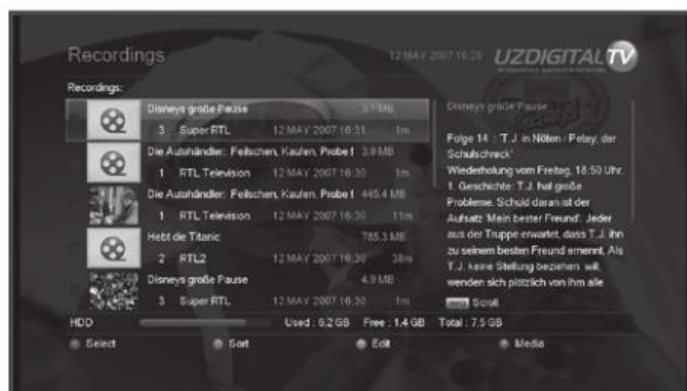 Recordings
12 MAY 2007 16:28
UZDIGITALTV
Recordings:
Disneys große Pause 3.1 MB
3 Super RTL 12 MAY 2007 16:31 1m
Die Autohändler: Feilschen, Kaufen, Probe f 3.9 MB
1 RTL Television 12 MAY 2007 16:30 1m
Die Autohändler: Feilschen, Kaufen, Probe f 445.4 MB
1 RTL Television 12 MAY 2007 16:30 11m
Hebt die Titanic 785.3 MB
2 RTL2 12 MAY 2007 16:30 38m
Disneys große Pause 4.9 MB
3 Super RTL 12 MAY 2007 16:30 1m
Disneys große Pause
Folge 14 : 'T.J. in Nöten / Petey, der
Schulschreck'
Wiederholung vom Freitag, 18:50 Uhr.
1. Geschichte: T.J. hat große
Probleme. Schuld daran ist der
Aufsatz 'Mein bester Freund'. Jeder
aus der Truppe erwartet, dass T.J. ihn
zu seinem besten Freund ernennt. Als
T.J. keine Stellung beziehen will,
wenden sich plötzlich von ihm alle
Scroll
HDD Used : 6.2 GB Free : 1.4 GB Total : 7.5 GB
Select Sort Edit Media